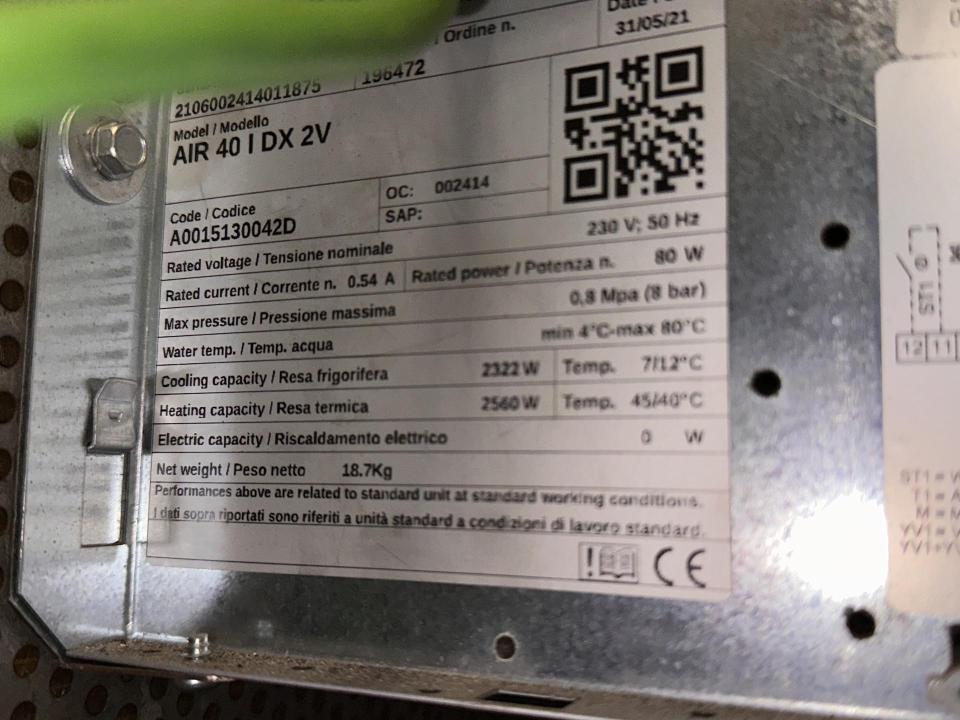 Ordine n.
31/05/21
2106002414011875
196472
Model / Modello
AIR 40 I DX 2V
Code / Codice
A0015130042D
OC: 002414
SAP:
Rated voltage / Tensione nominale 230 V; 50 Hz
Rated current / Corrente n. 0.54 A Rated power / Potenza n. 80 W
Max pressure / Pressione massima 0,8 Mpa (8 bar)
Water temp. / Temp. acqua min 4°C-max 80°C
Cooling capacity / Resa frigorifera 2322 W Temp. 7/12°C
Heating capacity / Resa termica 2560 W Temp. 45/40°C
Electric capacity / Riscaldamento elettrico 0 W
Net weight / Peso netto 18.7Kg
Performances above are related to standard unit at standard working conditions.
I dati sopra riportati sono riferiti a unità standard a condizioni di lavoro standard.
CE
ST1
12 11
ST1 =
T1 =
M =
YV1 =